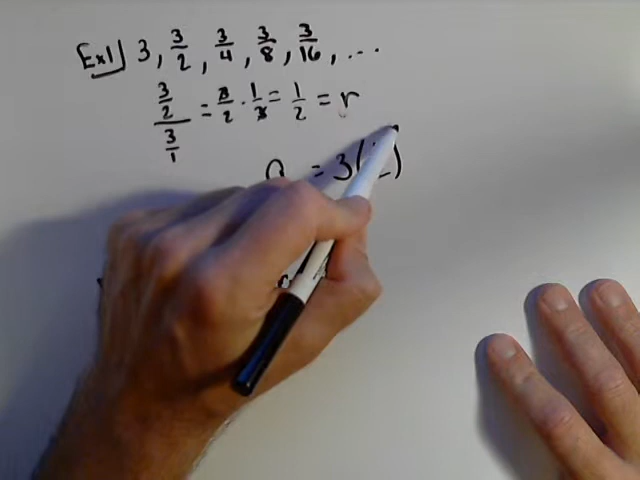 Ex1) 3, 3/2, 3/4, 3/8, 3/16, ...
(3/2)/(3/1) = 3/2 · 1/3 = 1/2 = r
= 3(